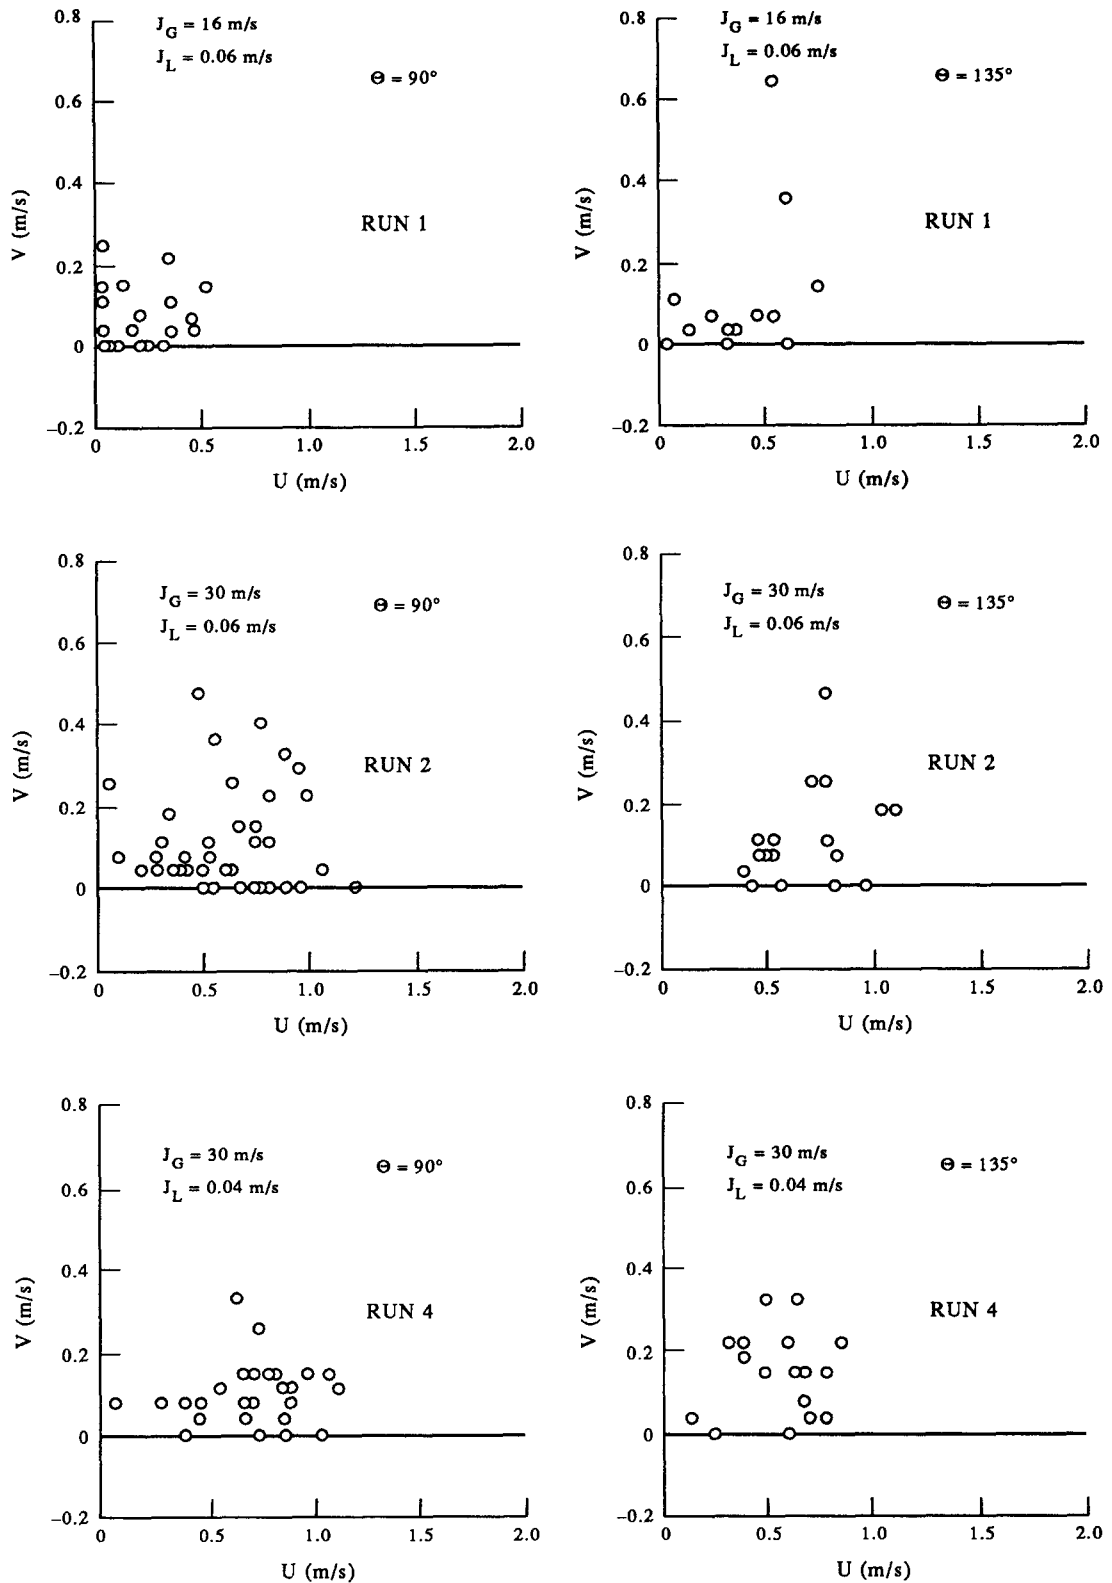 J_G = 16 m/s
J_L = 0.06 m/s
Θ = 90°
RUN 1
V (m/s)
0.8
0.6
0.4
0.2
0
−0.2
0 0.5 1.0 1.5 2.0
U (m/s)
J_G = 16 m/s
J_L = 0.06 m/s
Θ = 135°
RUN 1
V (m/s)
0.8
0.6
0.4
0.2
0
−0.2
0 0.5 1.0 1.5 2.0
U (m/s)
J_G = 30 m/s
J_L = 0.06 m/s
Θ = 90°
RUN 2
V (m/s)
0.8
0.6
0.4
0.2
0
−0.2
0 0.5 1.0 1.5 2.0
U (m/s)
J_G = 30 m/s
J_L = 0.06 m/s
Θ = 135°
RUN 2
V (m/s)
0.8
0.6
0.4
0.2
0
−0.2
0 0.5 1.0 1.5 2.0
U (m/s)
J_G = 30 m/s
J_L = 0.04 m/s
Θ = 90°
RUN 4
V (m/s)
0.8
0.6
0.4
0.2
0
−0.2
0 0.5 1.0 1.5 2.0
U (m/s)
J_G = 30 m/s
J_L = 0.04 m/s
Θ = 135°
RUN 4
V (m/s)
0.8
0.6
0.4
0.2
0
−0.2
0 0.5 1.0 1.5 2.0
U (m/s)